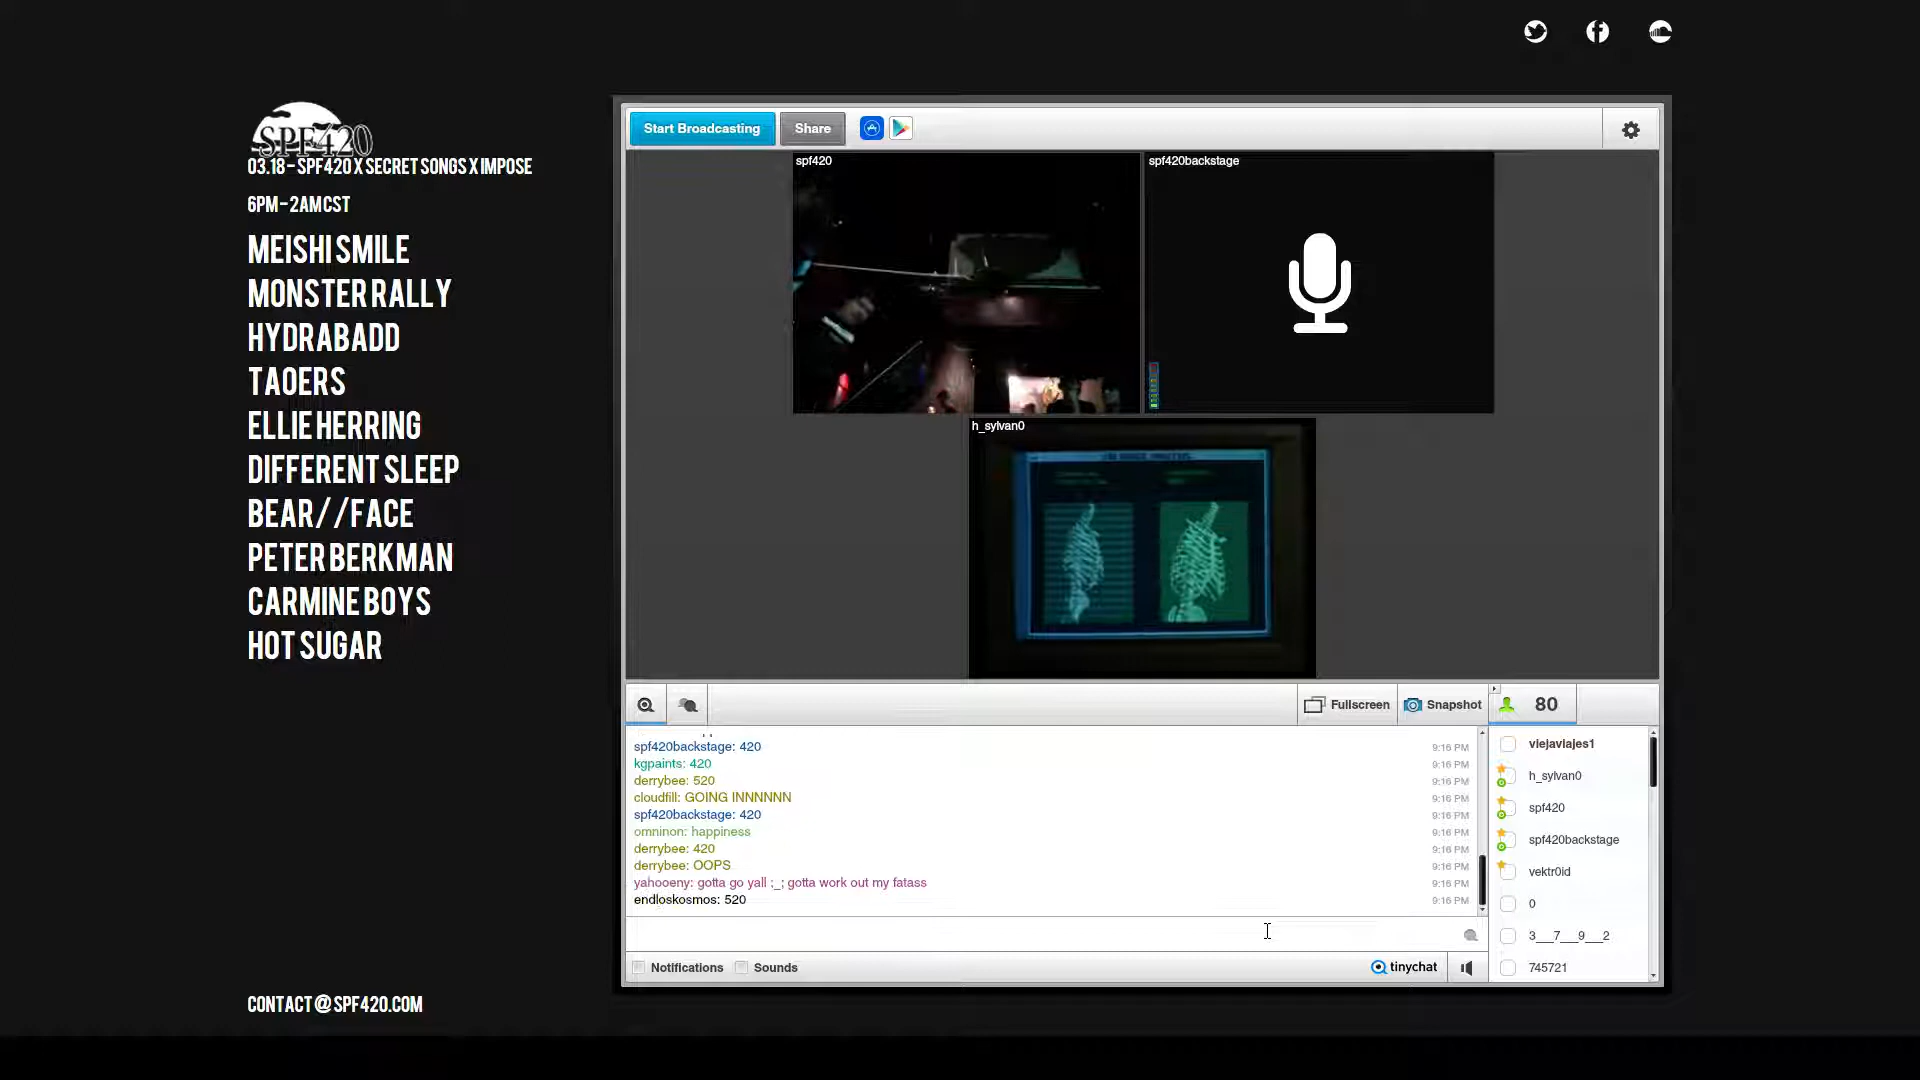 SPF420
03.18 - SPF420 X SECRET SONGS X IMPOSE
6PM - 2AM CST
MEISHI SMILE
MONSTER RALLY
HYDRABADD
TAOERS
ELLIE HERRING
DIFFERENT SLEEP
BEAR//FACE
PETER BERKMAN
CARMINE BOYS
HOT SUGAR
CONTACT@SPF420.COM
Start Broadcasting
Share
spf420
spf420backstage
h_sylvan0
Fullscreen
Snapshot
80
spf420backstage: 420 9:16 PM
kgpaints: 420 9:16 PM
derrybee: 520 9:16 PM
cloudfill: GOING INNNNNN 9:16 PM
spf420backstage: 420 9:16 PM
omninon: happiness 9:16 PM
derrybee: 420 9:16 PM
derrybee: OOPS 9:16 PM
yahooeny: gotta go yall ;_; gotta work out my fatass 9:16 PM
endloskosmos: 520 9:16 PM
viejaviajes1
h_sylvan0
spf420
spf420backstage
vektr0id
0
3__7__9__2
745721
Notifications
Sounds
tinychat